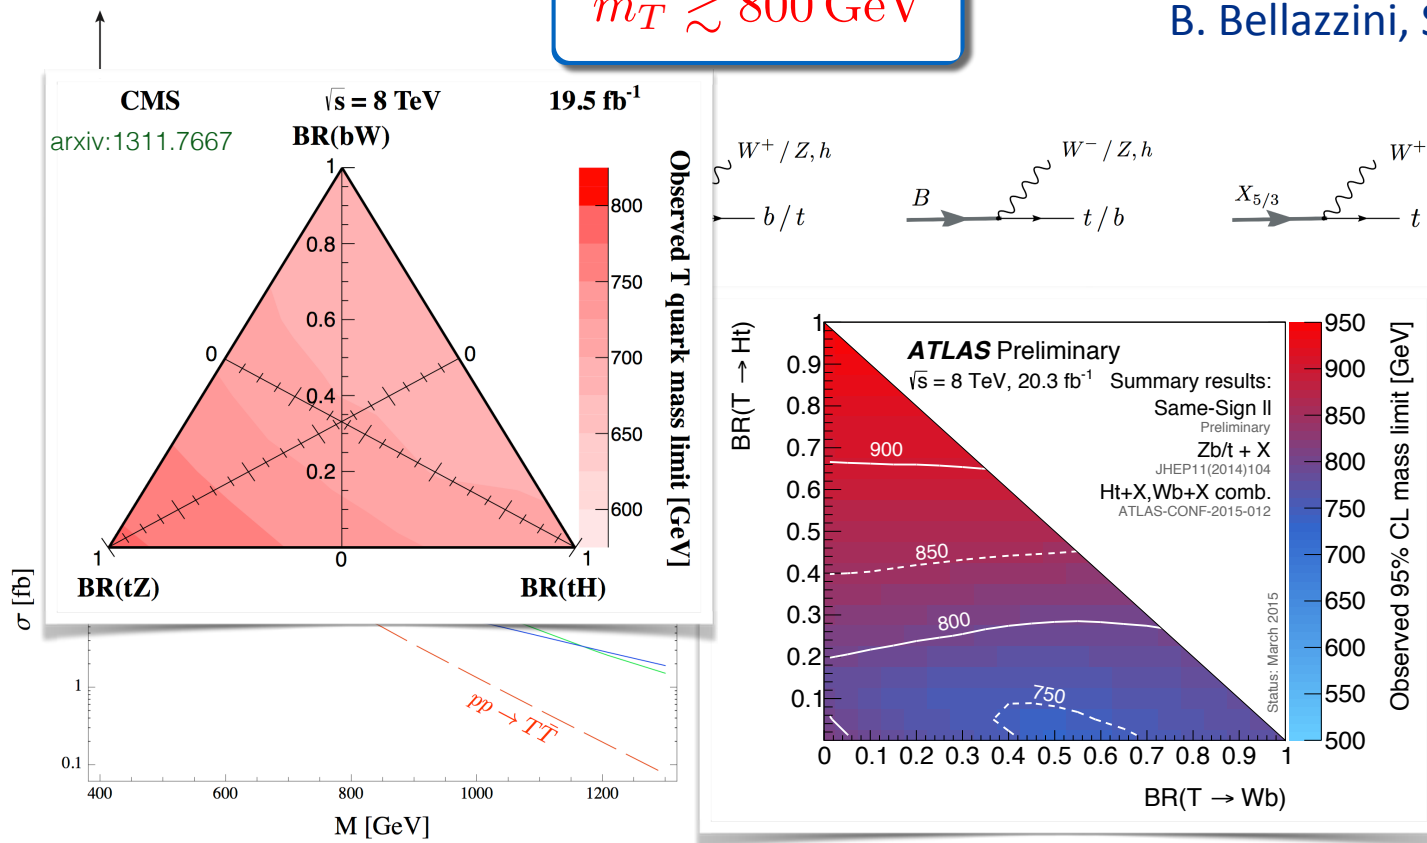 m_T ≳ 800 GeV
B. Bellazzini, S
CMS √s = 8 TeV 19.5 fb⁻¹
arxiv:1311.7667
BR(bW)
1
0.8
0.6
0.4
0.2
0
0
1
0
1
BR(tZ)
BR(tH)
800
750
700
650
600
Observed T quark mass limit [GeV]
W⁺ / Z, h
b / t
B
W⁻ / Z, h
t / b
X₅/₃
W⁺
t
σ [fb]
1
0.1
pp → TT̄
400 600 800 1000 1200
M [GeV]
BR(T → Ht)
1
0.9
0.8
0.7
0.6
0.5
0.4
0.3
0.2
0.1
ATLAS Preliminary
√s = 8 TeV, 20.3 fb⁻¹
Summary results:
Same-Sign ll
Preliminary
Zb/t + X
JHEP11(2014)104
Ht+X,Wb+X comb.
ATLAS-CONF-2015-012
900
850
800
750
Status: March 2015
0 0.1 0.2 0.3 0.4 0.5 0.6 0.7 0.8 0.9 1
BR(T → Wb)
950
900
850
800
750
700
650
600
550
500
Observed 95% CL mass limit [GeV]